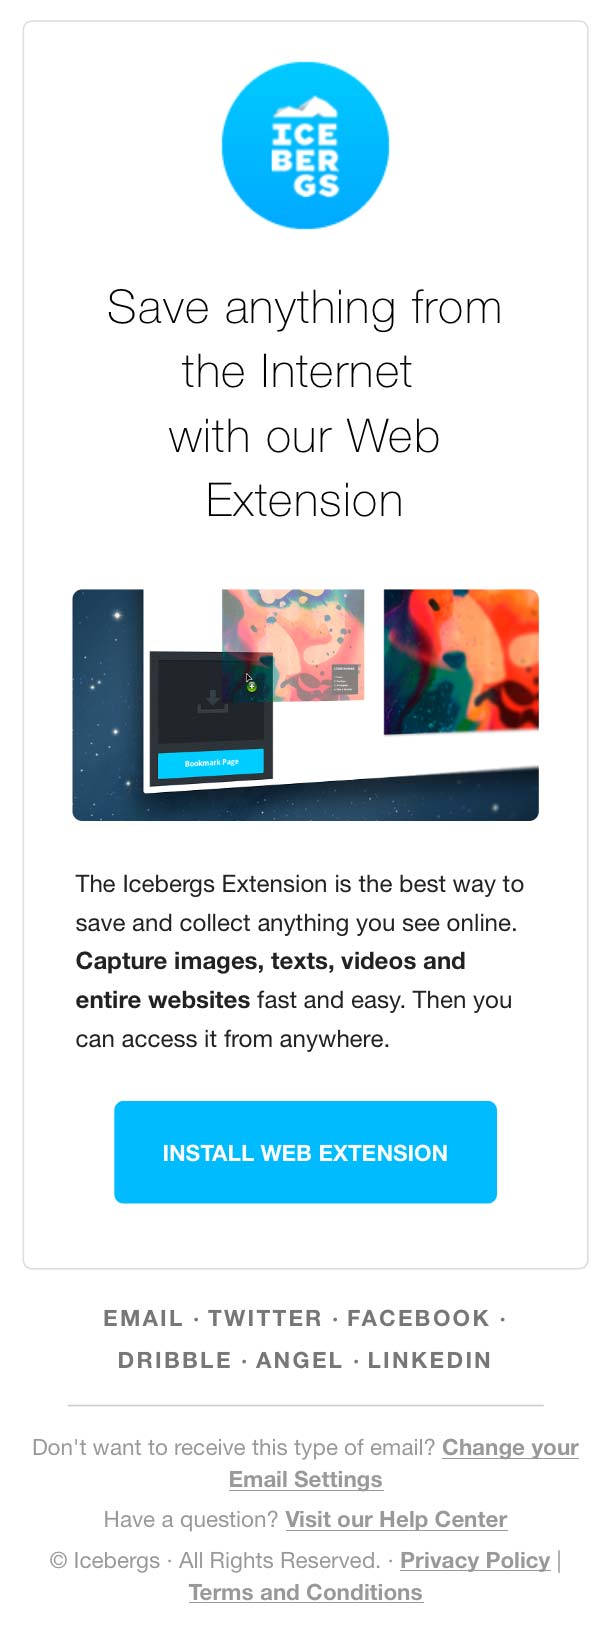 ICE
BER
GS
Save anything from
the Internet
with our Web
Extension
Bookmark Page
The Icebergs Extension is the best way to
save and collect anything you see online.
Capture images, texts, videos and
entire websites fast and easy. Then you
can access it from anywhere.
INSTALL WEB EXTENSION
EMAIL · TWITTER · FACEBOOK ·
DRIBBLE · ANGEL · LINKEDIN
Don't want to receive this type of email? Change your
Email Settings
Have a question? Visit our Help Center
© Icebergs · All Rights Reserved. · Privacy Policy |
Terms and Conditions